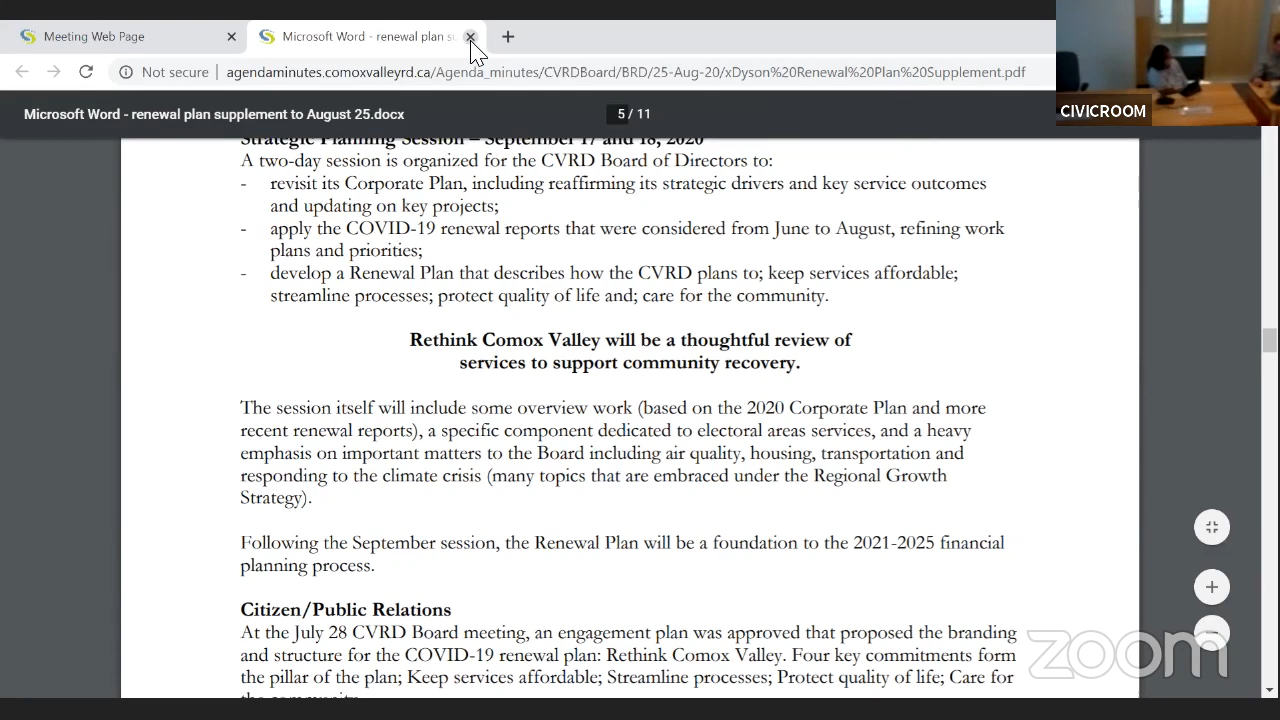 Meeting Web Page
Microsoft Word - renewal plan su
Not secure
agendaminutes.comoxvalleyrd.ca/Agenda_minutes/CVRDBoard/BRD/25-Aug-20/xDyson%20Renewal%20Plan%20Supplement.pdf
CIVICROOM
Microsoft Word - renewal plan supplement to August 25.docx
5 / 11
Strategic Planning Session – September 17 and 18, 2020
A two-day session is organized for the CVRD Board of Directors to:
- revisit its Corporate Plan, including reaffirming its strategic drivers and key service outcomes
and updating on key projects;
- apply the COVID-19 renewal reports that were considered from June to August, refining work
plans and priorities;
- develop a Renewal Plan that describes how the CVRD plans to; keep services affordable;
streamline processes; protect quality of life and; care for the community.
Rethink Comox Valley will be a thoughtful review of
services to support community recovery.
The session itself will include some overview work (based on the 2020 Corporate Plan and more
recent renewal reports), a specific component dedicated to electoral areas services, and a heavy
emphasis on important matters to the Board including air quality, housing, transportation and
responding to the climate crisis (many topics that are embraced under the Regional Growth
Strategy).
Following the September session, the Renewal Plan will be a foundation to the 2021-2025 financial
planning process.
Citizen/Public Relations
At the July 28 CVRD Board meeting, an engagement plan was approved that proposed the branding
and structure for the COVID-19 renewal plan: Rethink Comox Valley. Four key commitments form
the pillar of the plan; Keep services affordable; Streamline processes; Protect quality of life; Care for
the community.
zoom